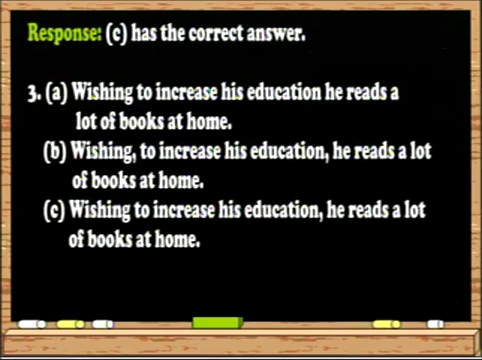 Response: (c) has the correct answer.
3. (a) Wishing to increase his education he reads a
lot of books at home.
(b) Wishing, to increase his education, he reads a lot
of books at home.
(c) Wishing to increase his education, he reads a lot
of books at home.